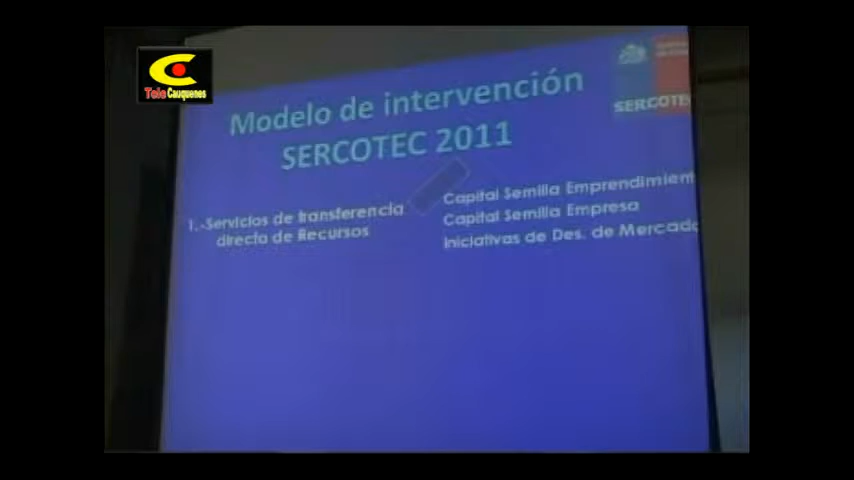 Tele Cauquenes
Modelo de intervención
SERCOTEC 2011
SERCOTEC
1.-Servicios de transferencia
directa de Recursos
Capital Semilla Emprendimient
Capital Semilla Empresa
Iniciativas de Des. de Mercado